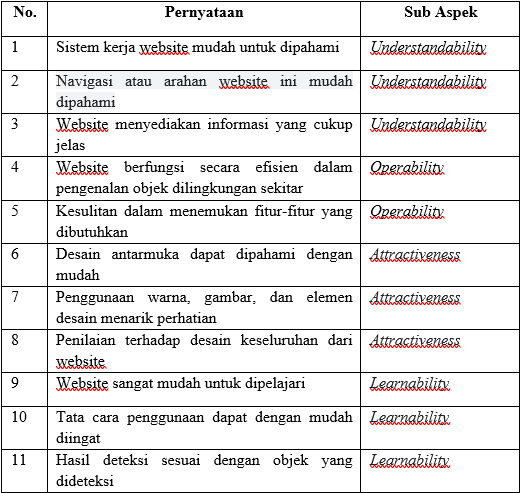 No. Pernyataan Sub Aspek
1 Sistem kerja website mudah untuk dipahami Understandability
2 Navigasi atau arahan website ini mudah Understandability
dipahami
3 Website menyediakan informasi yang cukup Understandability
jelas
4 Website berfungsi secara efisien dalam Operability
pengenalan objek dilingkungan sekitar
5 Kesulitan dalam menemukan fitur-fitur yang Operability
dibutuhkan
6 Desain antarmuka dapat dipahami dengan Attractiveness
mudah
7 Penggunaan warna, gambar, dan elemen Attractiveness
desain menarik perhatian
8 Penilaian terhadap desain keseluruhan dari Attractiveness
website
9 Website sangat mudah untuk dipelajari Learnability
10 Tata cara penggunaan dapat dengan mudah Learnability
diingat
11 Hasil deteksi sesuai dengan objek yang Learnability
dideteksi